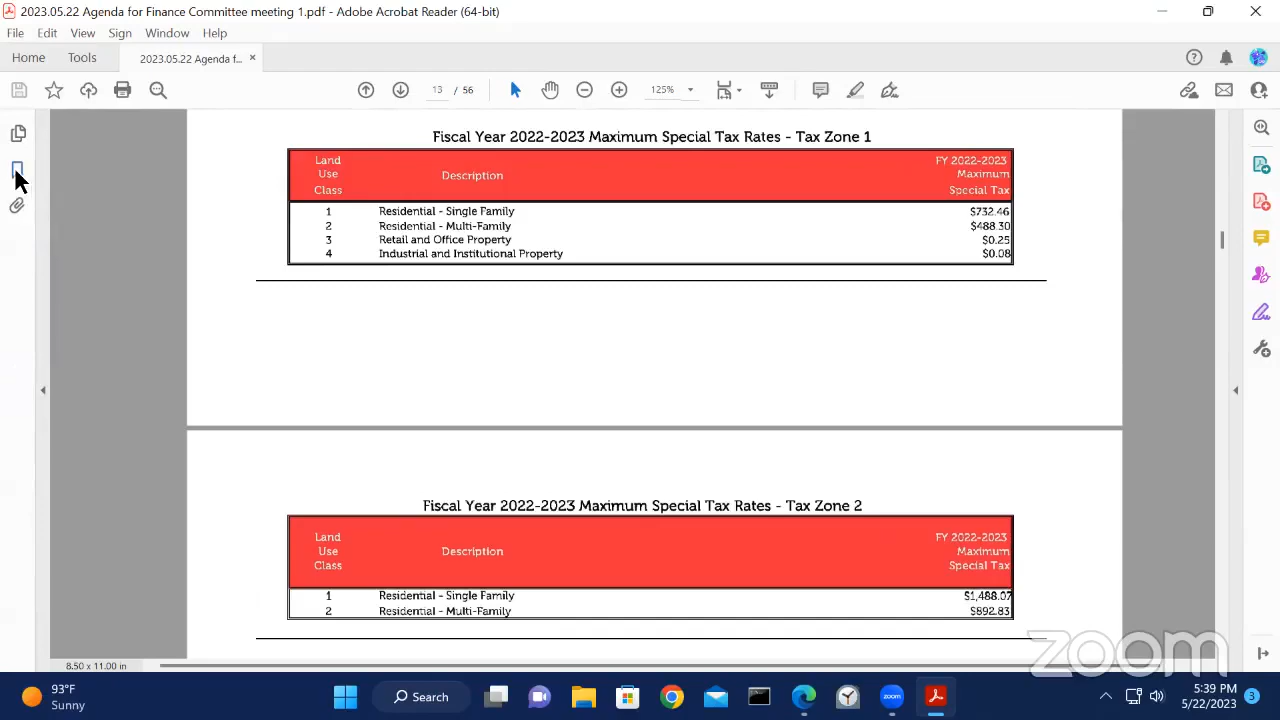 2023.05.22 Agenda for Finance Committee meeting 1.pdf - Adobe Acrobat Reader (64-bit)
File Edit View Sign Window Help
Home Tools 2023.05.22 Agenda f... ×
13 / 56 125%
Fiscal Year 2022-2023 Maximum Special Tax Rates - Tax Zone 1
Land Use Class Description FY 2022-2023 Maximum Special Tax
1 Residential - Single Family $732.46
2 Residential - Multi-Family $488.30
3 Retail and Office Property $0.25
4 Industrial and Institutional Property $0.08
Fiscal Year 2022-2023 Maximum Special Tax Rates - Tax Zone 2
Land Use Class Description FY 2022-2023 Maximum Special Tax
1 Residential - Single Family $1,488.07
2 Residential - Multi-Family $892.83
zoom
8.50 x 11.00 in
93°F
Sunny
Search
zoom
5:39 PM
5/22/2023
3